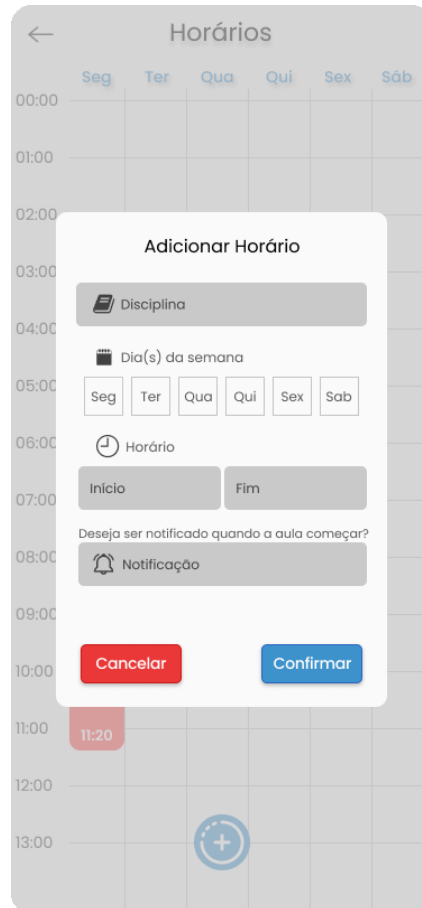 Horários
Seg Ter Qua Qui Sex Sáb
00:00
01:00
02:00
Adicionar Horário
03:00
Disciplina
04:00
Dia(s) da semana
05:00
Seg Ter Qua Qui Sex Sab
06:00
Horário
07:00
Início Fim
Deseja ser notificado quando a aula começar?
08:00
Notificação
09:00
10:00
Cancelar Confirmar
11:00
11:20
12:00
13:00